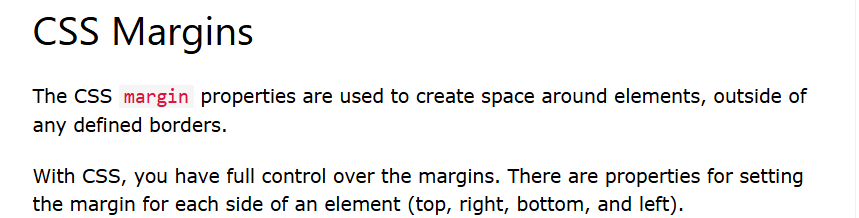 CSS Margins
The CSS margin properties are used to create space around elements, outside of
any defined borders.
With CSS, you have full control over the margins. There are properties for setting
the margin for each side of an element (top, right, bottom, and left).